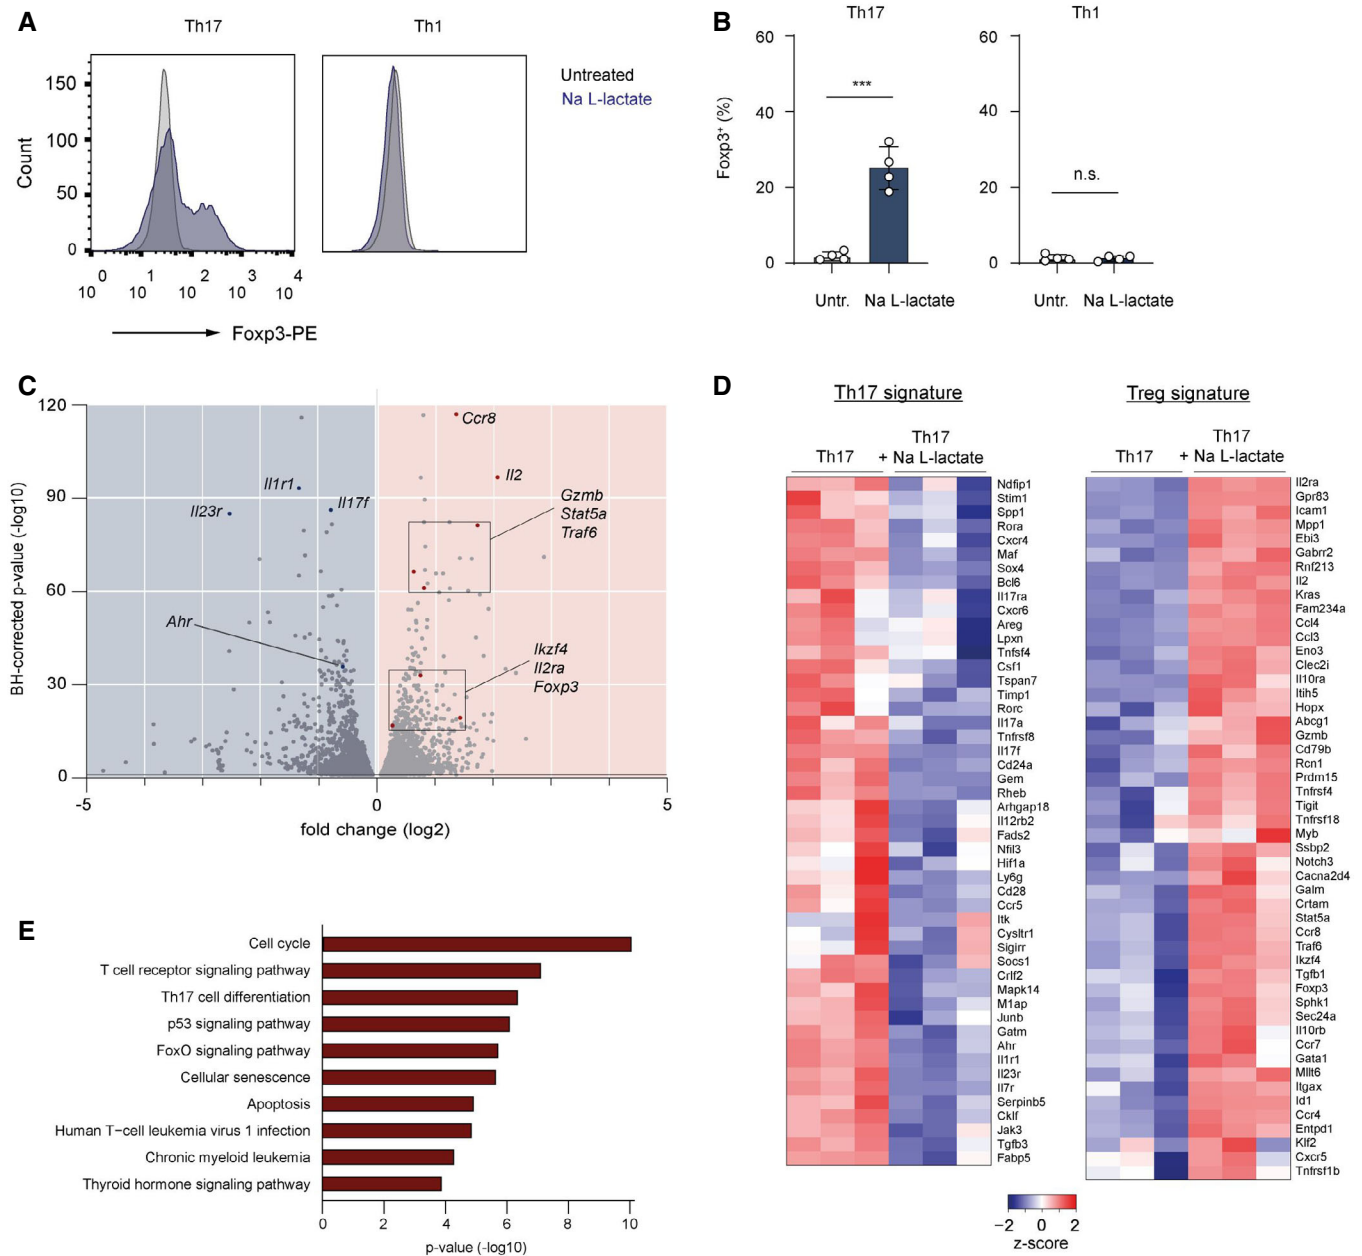 A
Th17
Th1
Untreated
Na L-lactate
150
100
50
0
Count
0 1 2 3 4
10 10 10 10 10
Foxp3-PE
B
Th17
Th1
60
40
20
0
Foxp3+ (%)
***
Untr. Na L-lactate
60
40
20
0
n.s.
Untr. Na L-lactate
C
120
90
60
30
0
BH-corrected p-value (-log10)
Ccr8
Il2
Il1r1
Il17f
Il23r
Gzmb
Stat5a
Traf6
Ahr
Ikzf4
Il2ra
Foxp3
-5 0 5
fold change (log2)
D
Th17 signature
Th17
Th17
+ Na L-lactate
Ndfip1
Stim1
Spp1
Rora
Cxcr4
Maf
Sox4
Bcl6
Il17ra
Cxcr6
Areg
Lpxn
Tnfsf4
Csf1
Tspan7
Timp1
Rorc
Il17a
Tnfrsf8
Il17f
Cd24a
Gem
Rheb
Arhgap18
Il12rb2
Fads2
Nfil3
Hif1a
Ly6g
Cd28
Ccr5
Itk
Cysltr1
Sigirr
Socs1
Crlf2
Mapk14
M1ap
Junb
Gatm
Ahr
Il1r1
Il23r
Il7r
Serpinb5
Cklf
Jak3
Tgfb3
Fabp5
Treg signature
Th17
Th17
+ Na L-lactate
Il2ra
Gpr83
Icam1
Mpp1
Ebi3
Gabrr2
Rnf213
Il2
Kras
Fam234a
Ccl4
Ccl3
Eno3
Clec2i
Il10ra
Itih5
Hopx
Abcg1
Gzmb
Cd79b
Rcn1
Prdm15
Tnfrsf4
Tigit
Tnfrsf18
Myb
Ssbp2
Notch3
Cacna2d4
Galm
Crtam
Stat5a
Ccr8
Traf6
Ikzf4
Tgfb1
Foxp3
Sphk1
Sec24a
Il10rb
Ccr7
Gata1
Mllt6
Itgax
Id1
Ccr4
Entpd1
Klf2
Cxcr5
Tnfrsf1b
−2 0 2
z-score
E
Cell cycle
T cell receptor signaling pathway
Th17 cell differentiation
p53 signaling pathway
FoxO signaling pathway
Cellular senescence
Apoptosis
Human T−cell leukemia virus 1 infection
Chronic myeloid leukemia
Thyroid hormone signaling pathway
0 2 4 6 8 10
p-value (-log10)